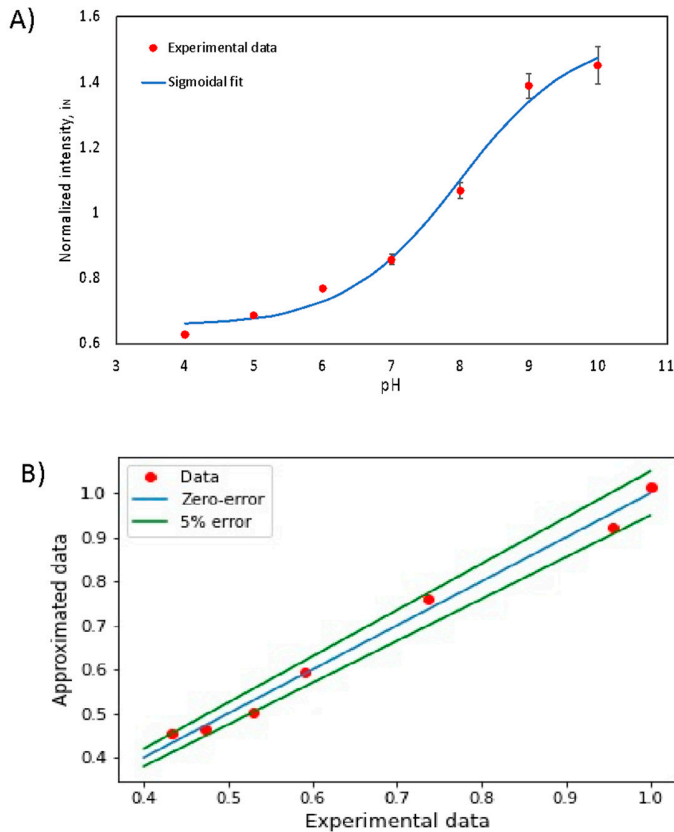 A)
1.6
1.4
1.2
1
0.8
0.6
Normalized intensity, iN
Experimental data
Sigmoidal fit
3 4 5 6 7 8 9 10 11
pH
B)
Data
Zero-error
5% error
1.0
0.9
0.8
0.7
0.6
0.5
0.4
Approximated data
0.4 0.5 0.6 0.7 0.8 0.9 1.0
Experimental data